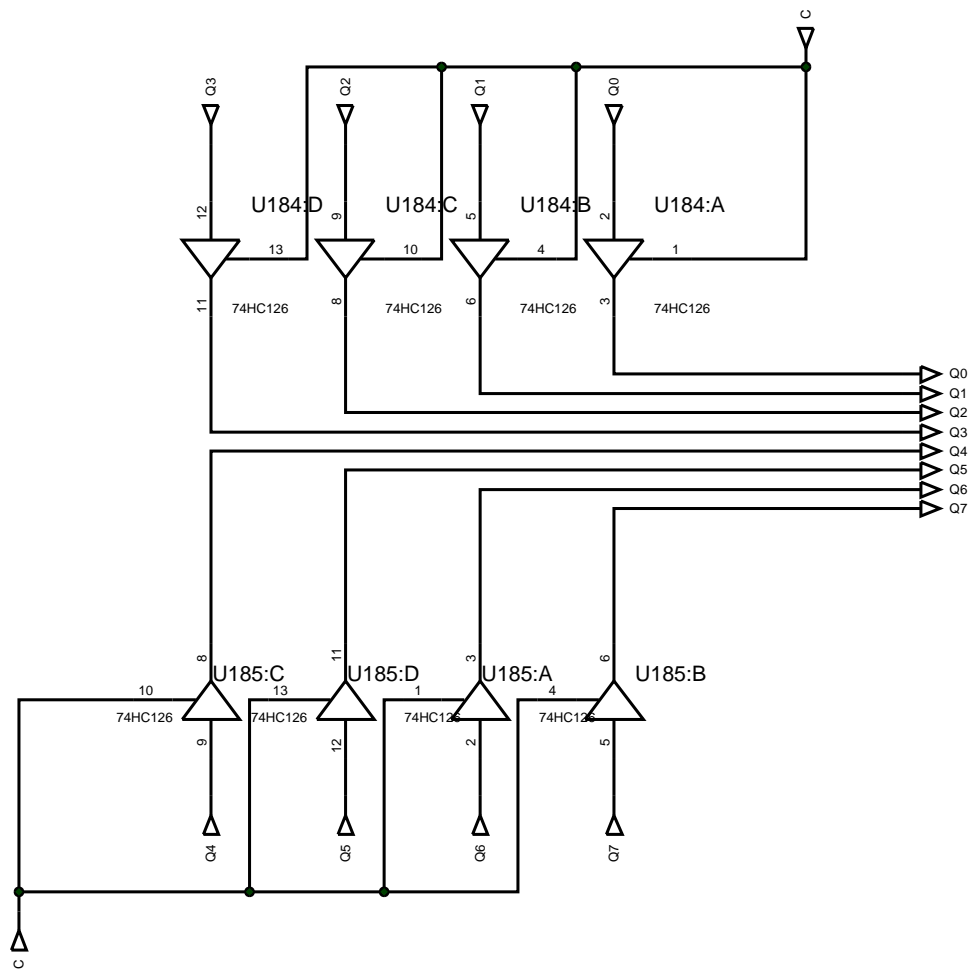 C
Q3 Q2 Q1 Q0
12 9 5 2
U184:D U184:C U184:B U184:A
13 10 4 1
11 8 6 3
74HC126 74HC126 74HC126 74HC126
Q0
Q1
Q2
Q3
Q4
Q5
Q6
Q7
8 11 3 6
U185:C U185:D U185:A U185:B
10 13 1 4
74HC126 74HC126 74HC126 74HC126
9 12 2 5
Q4 Q5 Q6 Q7
C